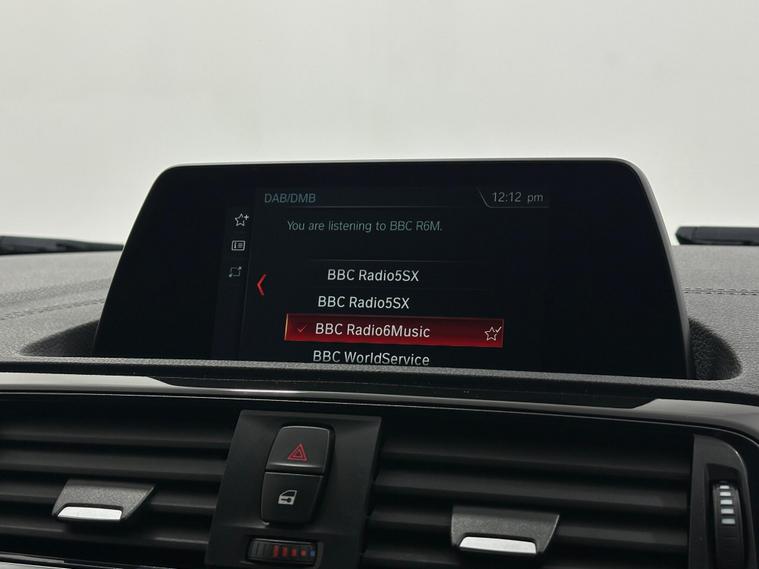 DAB/DMB 12:12 pm
You are listening to BBC R6M.
BBC Radio5SX
BBC Radio5SX
BBC Radio6Music
BBC WorldService